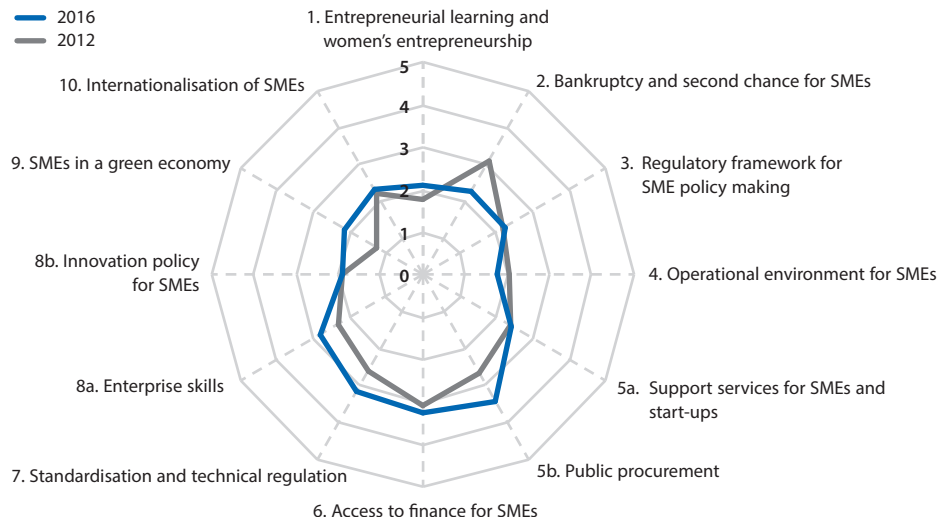 2016
2012
1. Entrepreneurial learning and
women’s entrepreneurship
2. Bankruptcy and second chance for SMEs
3. Regulatory framework for
SME policy making
4. Operational environment for SMEs
5a. Support services for SMEs and
start-ups
5b. Public procurement
6. Access to finance for SMEs
7. Standardisation and technical regulation
8a. Enterprise skills
8b. Innovation policy
for SMEs
9. SMEs in a green economy
10. Internationalisation of SMEs
5
4
3
2
1
0